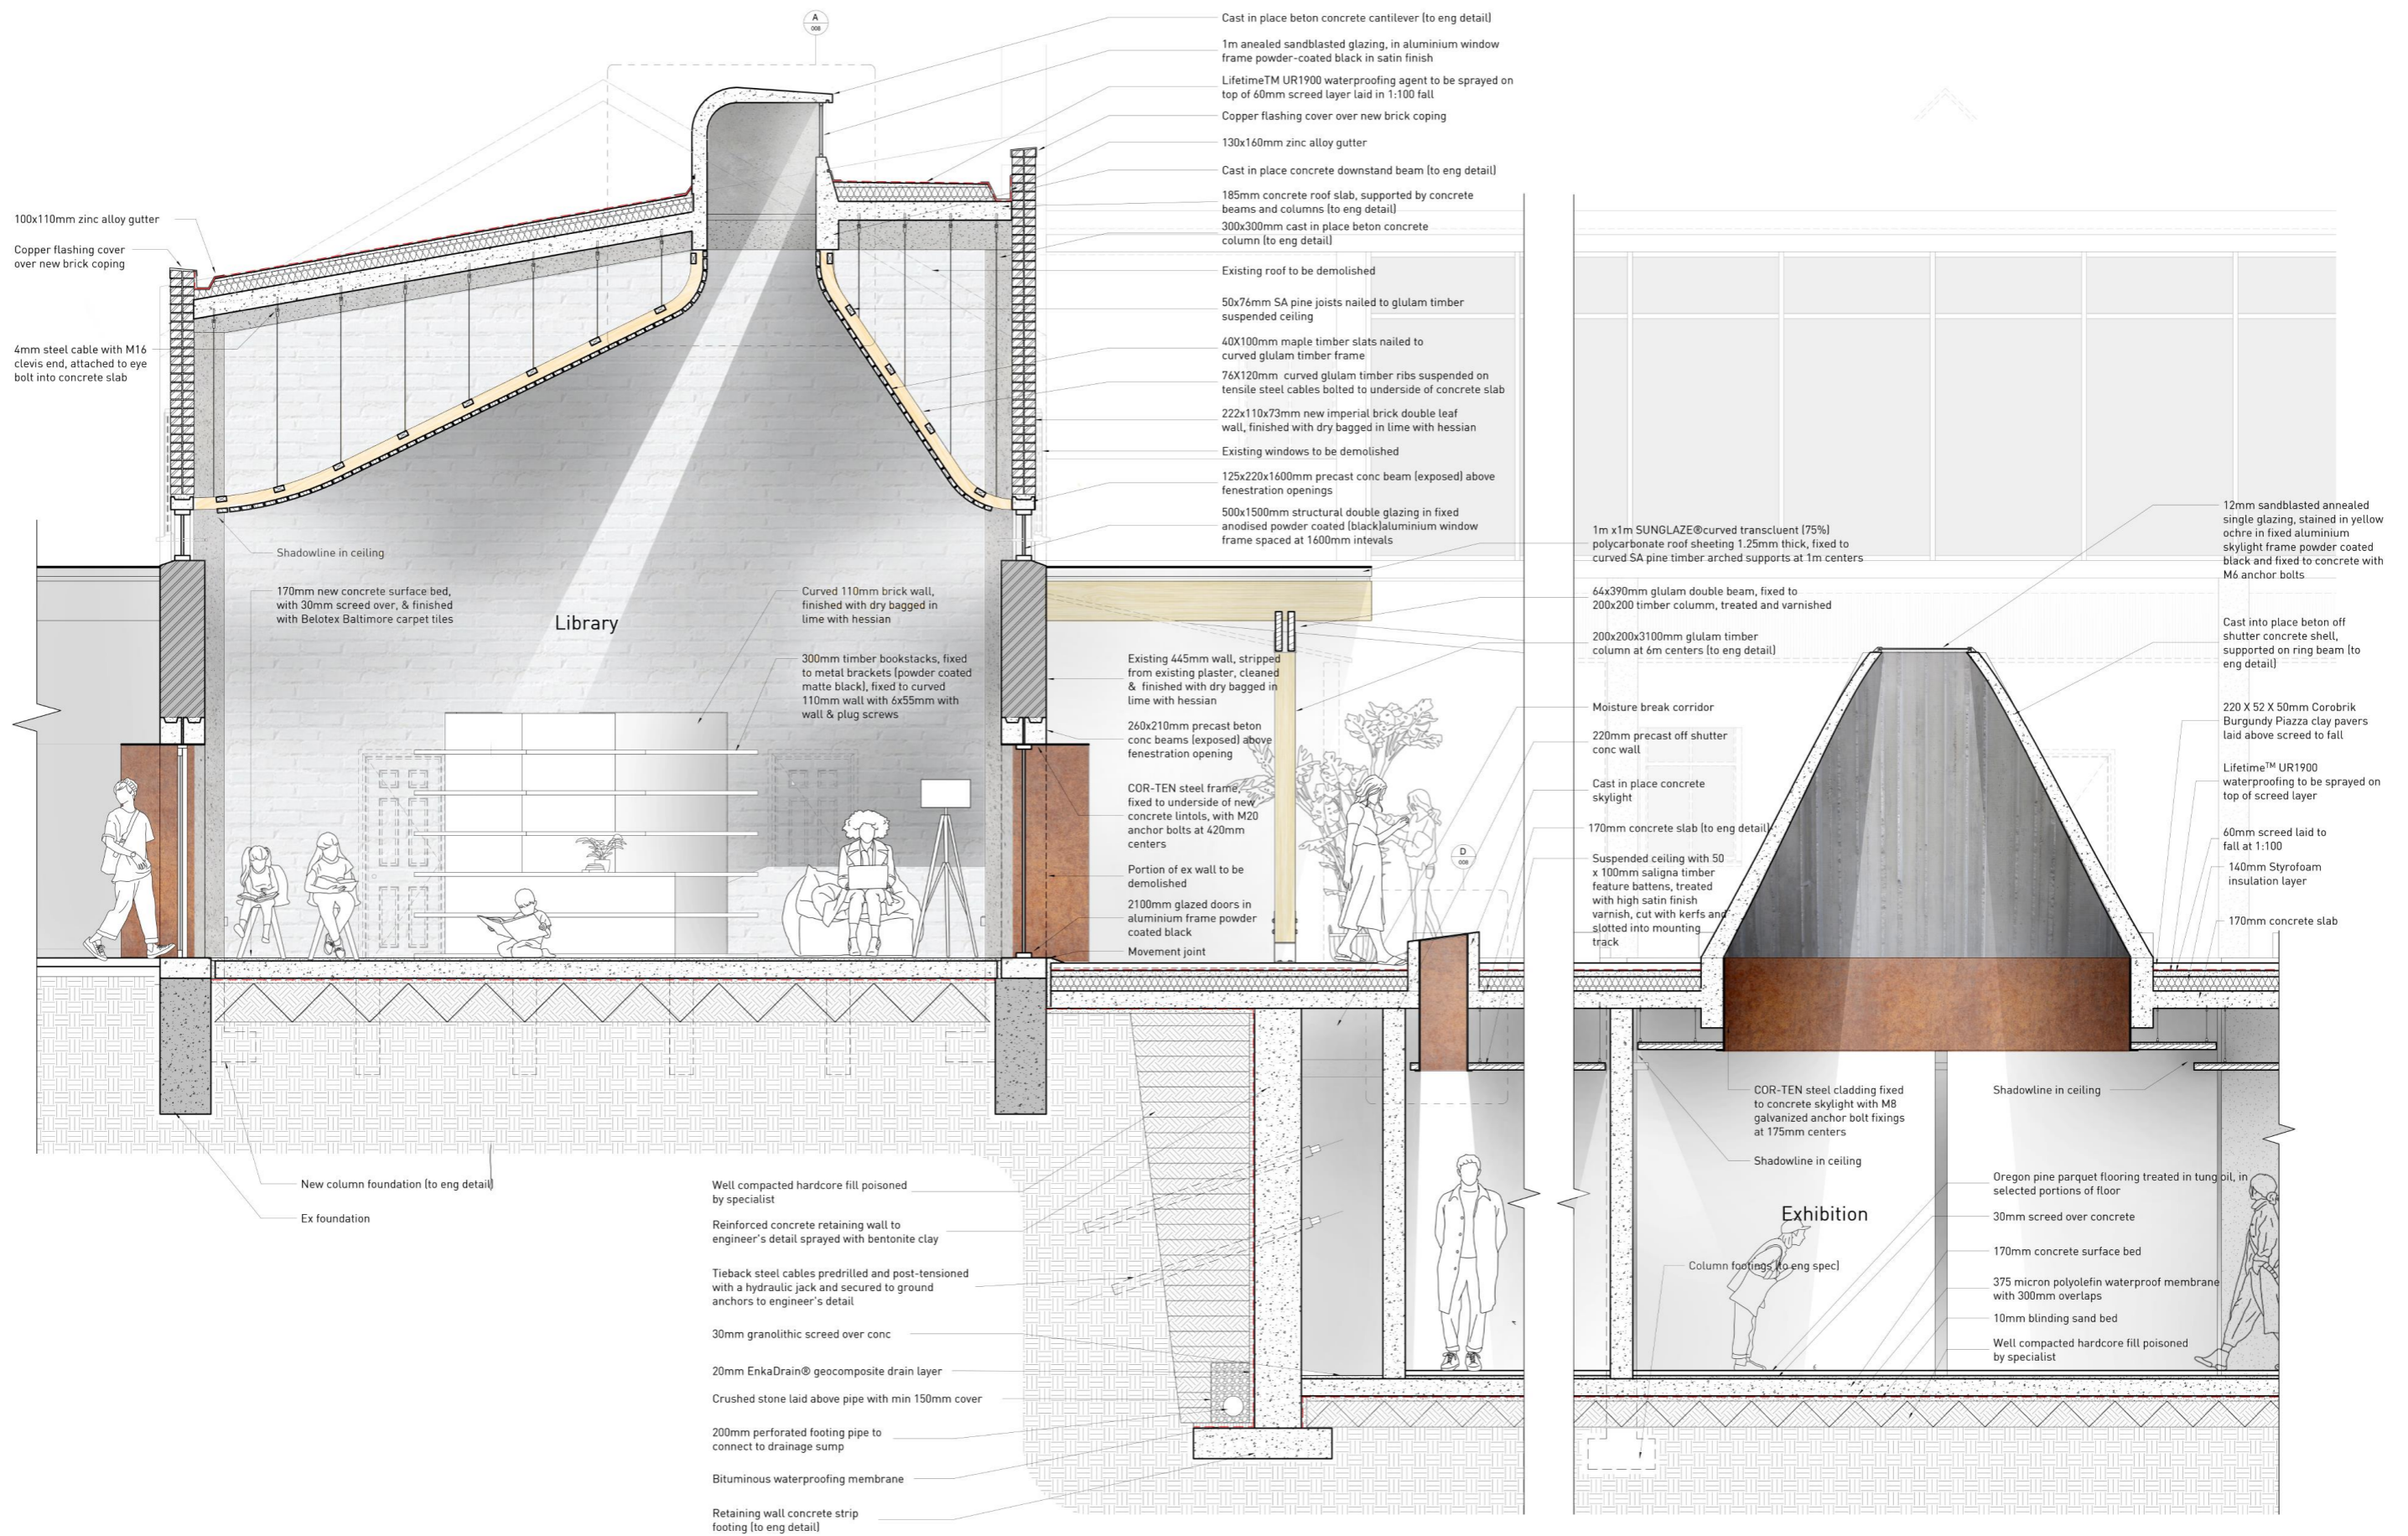 A
008
Cast in place beton concrete cantilever (to eng detail)
1m anealed sandblasted glazing, in aluminium window
frame powder-coated black in satin finish
LifetimeTM UR1900 waterproofing agent to be sprayed on
top of 60mm screed layer laid in 1:100 fall
Copper flashing cover over new brick coping
130x160mm zinc alloy gutter
Cast in place concrete downstand beam (to eng detail)
185mm concrete roof slab, supported by concrete
beams and columns (to eng detail)
300x300mm cast in place beton concrete
column (to eng detail)
Existing roof to be demolished
50x76mm SA pine joists nailed to glulam timber
suspended ceiling
40X100mm maple timber slats nailed to
curved glulam timber frame
76X120mm curved glulam timber ribs suspended on
tensile steel cables bolted to underside of concrete slab
222x110x73mm new imperial brick double leaf
wall, finished with dry bagged in lime with hessian
Existing windows to be demolished
125x220x1600mm precast conc beam (exposed) above
fenestration openings
500x1500mm structural double glazing in fixed
anodised powder coated (black)aluminium window
frame spaced at 1600mm intevals
100x110mm zinc alloy gutter
Copper flashing cover
over new brick coping
4mm steel cable with M16
clevis end, attached to eye
bolt into concrete slab
Shadowline in ceiling
170mm new concrete surface bed,
with 30mm screed over, & finished
with Belotex Baltimore carpet tiles
Library
Curved 110mm brick wall,
finished with dry bagged in
lime with hessian
300mm timber bookstacks, fixed
to metal brackets (powder coated
matte black), fixed to curved
110mm wall with 6x55mm with
wall & plug screws
Existing 445mm wall, stripped
from existing plaster, cleaned
& finished with dry bagged in
lime with hessian
260x210mm precast beton
conc beams (exposed) above
fenestration opening
COR-TEN steel frame,
fixed to underside of new
concrete lintols, with M20
anchor bolts at 420mm
centers
Portion of ex wall to be
demolished
2100mm glazed doors in
aluminium frame powder
coated black
Movement joint
1m x1m SUNGLAZE®curved transcluent (75%)
polycarbonate roof sheeting 1.25mm thick, fixed to
curved SA pine timber arched supports at 1m centers
64x390mm glulam double beam, fixed to
200x200 timber columm, treated and varnished
200x200x3100mm glulam timber
column at 6m centers (to eng detail)
Moisture break corridor
220mm precast off shutter
conc wall
Cast in place concrete
skylight
170mm concrete slab (to eng detail)
Suspended ceiling with 50
x 100mm saligna timber
feature battens, treated
with high satin finish
varnish, cut with kerfs and
slotted into mounting
track
D
008
12mm sandblasted annealed
single glazing, stained in yellow
ochre in fixed aluminium
skylight frame powder coated
black and fixed to concrete with
M6 anchor bolts
Cast into place beton off
shutter concrete shell,
supported on ring beam (to
eng detail)
220 X 52 X 50mm Corobrik
Burgundy Piazza clay pavers
laid above screed to fall
Lifetime™ UR1900
waterproofing to be sprayed on
top of screed layer
60mm screed laid to
fall at 1:100
140mm Styrofoam
insulation layer
170mm concrete slab
COR-TEN steel cladding fixed
to concrete skylight with M8
galvanized anchor bolt fixings
at 175mm centers
Shadowline in ceiling
Shadowline in ceiling
Exhibition
Column footings (to eng spec)
Oregon pine parquet flooring treated in tung oil, in
selected portions of floor
30mm screed over concrete
170mm concrete surface bed
375 micron polyolefin waterproof membrane
with 300mm overlaps
10mm blinding sand bed
Well compacted hardcore fill poisoned
by specialist
New column foundation (to eng detail)
Ex foundation
Well compacted hardcore fill poisoned
by specialist
Reinforced concrete retaining wall to
engineer's detail sprayed with bentonite clay
Tieback steel cables predrilled and post-tensioned
with a hydraulic jack and secured to ground
anchors to engineer's detail
30mm granolithic screed over conc
20mm EnkaDrain® geocomposite drain layer
Crushed stone laid above pipe with min 150mm cover
200mm perforated footing pipe to
connect to drainage sump
Bituminous waterproofing membrane
Retaining wall concrete strip
footing (to eng detail)